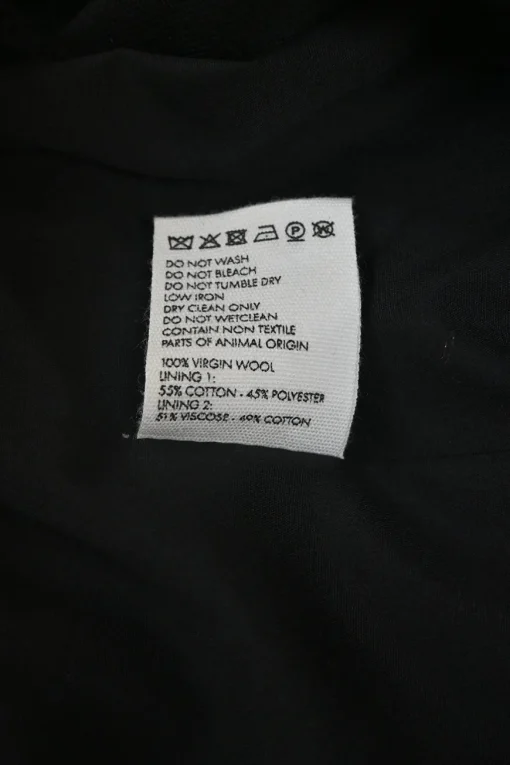 DO NOT WASH
DO NOT BLEACH
DO NOT TUMBLE DRY
LOW IRON
DRY CLEAN ONLY
DO NOT WETCLEAN
CONTAIN NON TEXTILE
PARTS OF ANIMAL ORIGIN
100% VIRGIN WOOL
LINING 1:
55% COTTON - 45% POLYESTER
LINING 2:
51% VISCOSE - 49% COTTON